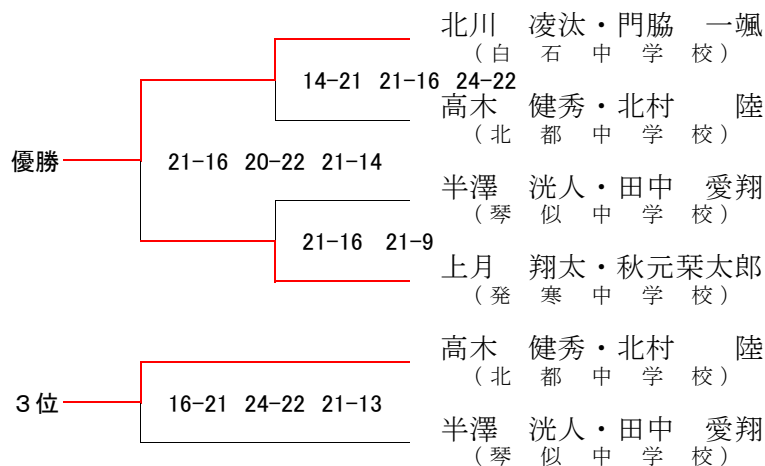 北川　凌汰・門脇　一颯
（白石中学校）
14-21 21-16 24-22
高木　健秀・北村　　陸
（北都中学校）
優勝
21-16 20-22 21-14
半澤　洸人・田中　愛翔
（琴似中学校）
21-16 21-9
上月　翔太・秋元栞太郎
（発寒中学校）
高木　健秀・北村　　陸
（北都中学校）
３位
16-21 24-22 21-13
半澤　洸人・田中　愛翔
（琴似中学校）